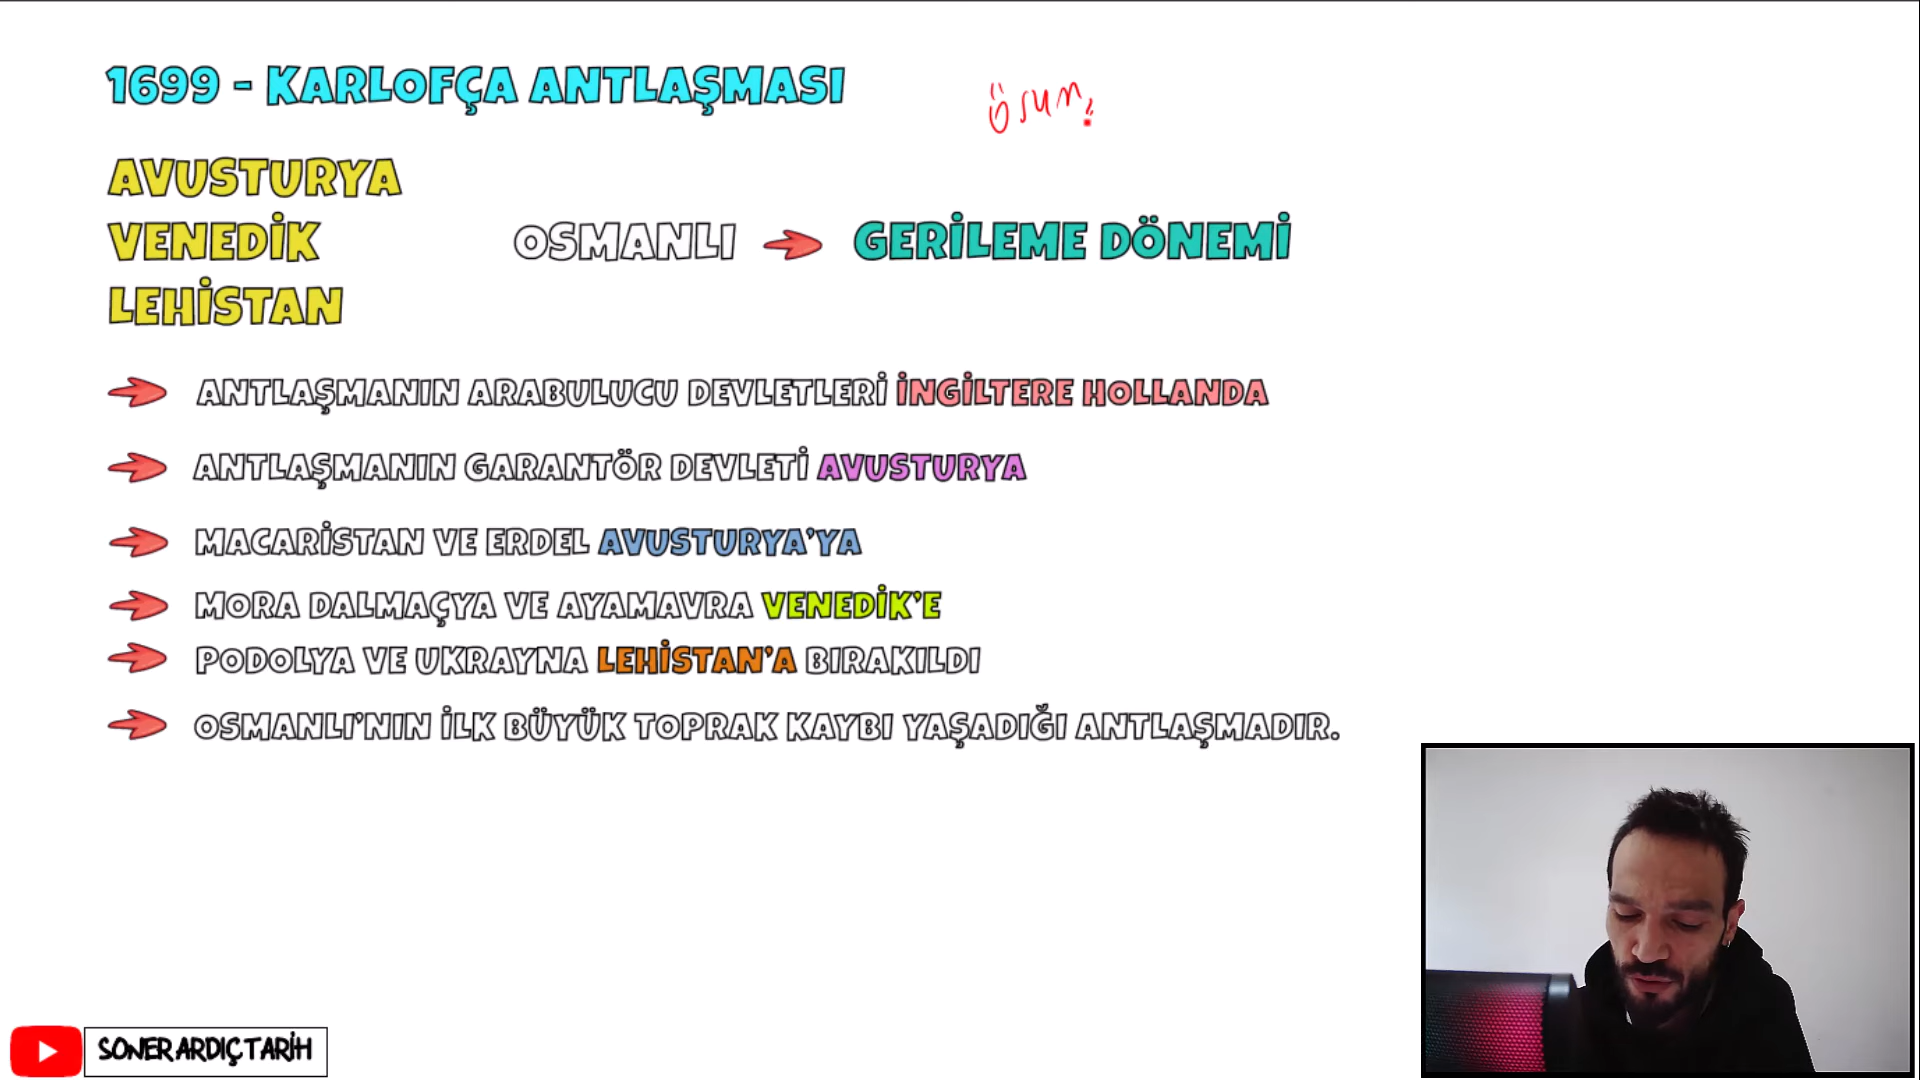 1699 - KARLOFÇA ANTLAŞMASI
AVUSTURYA
VENEDİK
LEHİSTAN
OSMANLI
GERİLEME DÖNEMİ
ANTLAŞMANIN ARABULUCU DEVLETLERİ İNGİLTERE HOLLANDA
ANTLAŞMANIN GARANTÖR DEVLETİ AVUSTURYA
MACARİSTAN VE ERDEL AVUSTURYA'YA
MORA DALMAÇYA VE AYAMAVRA VENEDİK'E
PODOLYA VE UKRAYNA LEHİSTAN'A BIRAKILDI
OSMANLI'NIN İLK BÜYÜK TOPRAK KAYBI YAŞADIĞI ANTLAŞMADIR.
SONER ARDIÇ TARİH